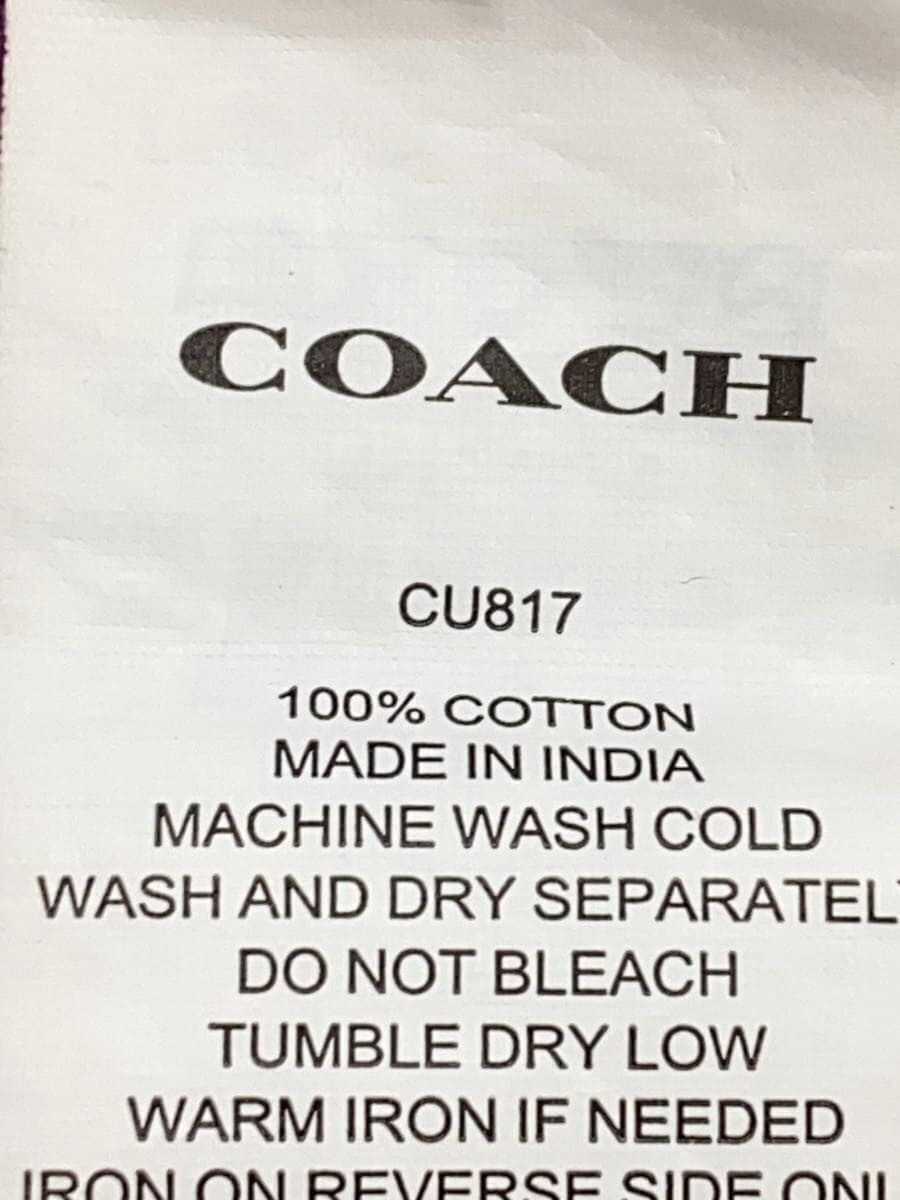 COACH
CU817
100% COTTON
MADE IN INDIA
MACHINE WASH COLD
WASH AND DRY SEPARATEL
DO NOT BLEACH
TUMBLE DRY LOW
WARM IRON IF NEEDED
IRON ON REVERSE SIDE ONL